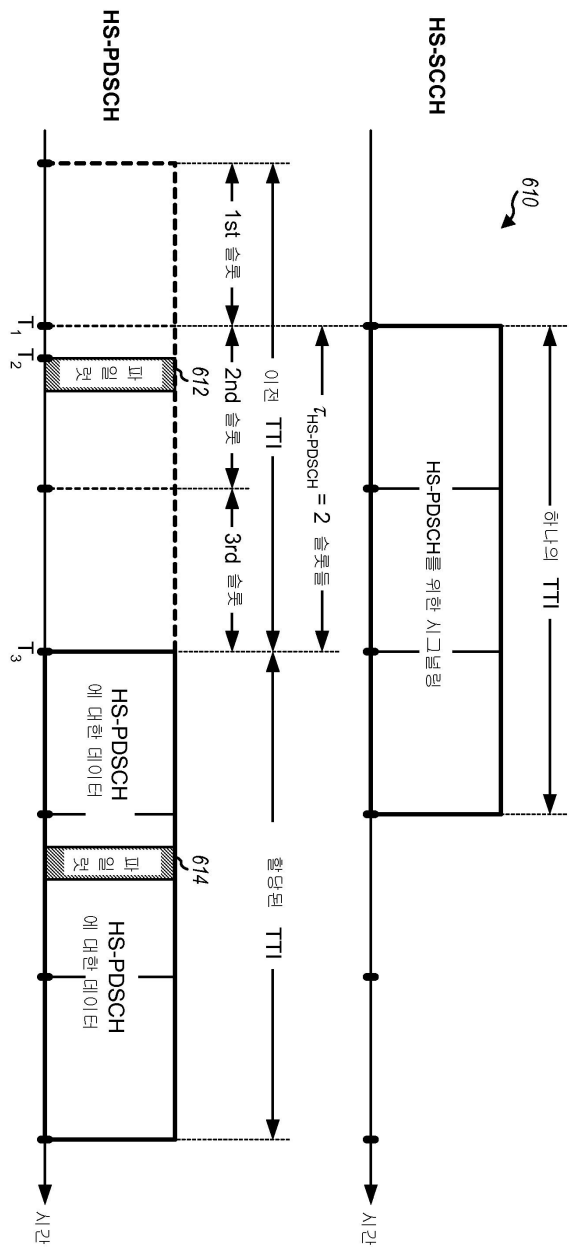 610
HS-SCCH
하나의 TTI
HS-PDSCH를 위한 시그널링
시간
τHS-PDSCH = 2 슬롯들
이전 TTI
할당된 TTI
1st 슬롯
2nd 슬롯
3rd 슬롯
612
614
HS-PDSCH
파일럿
HS-PDSCH
에 대한 데이터
파일럿
HS-PDSCH
에 대한 데이터
T1
T2
T3
시간